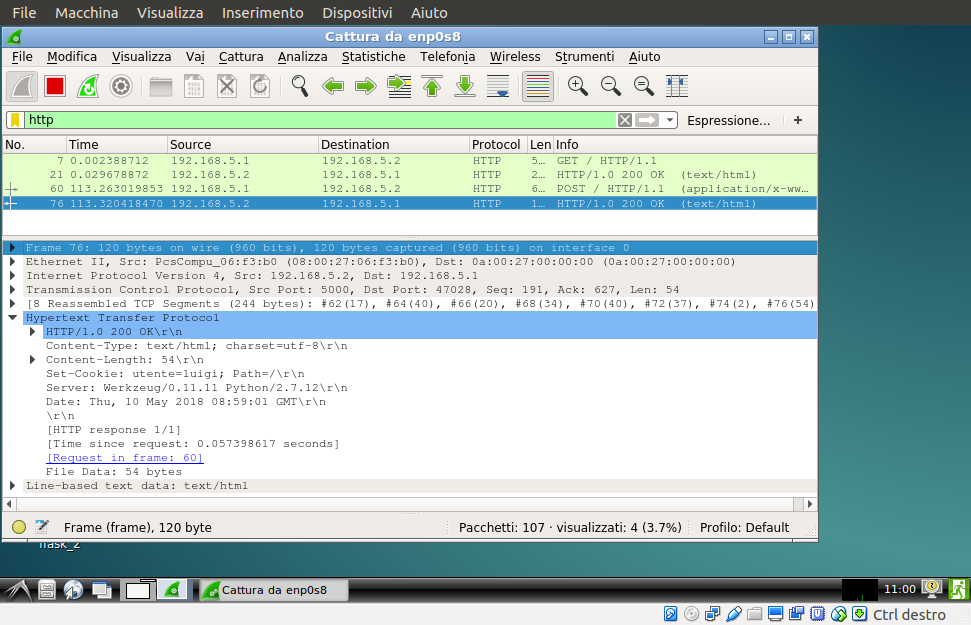 File Macchina Visualizza Inserimento Dispositivi Aiuto
Cattura da enp0s8
File Modifica Visualizza Vai Cattura Analizza Statistiche Telefonia Wireless Strumenti Aiuto
http Espressione... +
No. Time Source Destination Protocol Len Info
7 0.002388712 192.168.5.1 192.168.5.2 HTTP 5… GET / HTTP/1.1
21 0.029678872 192.168.5.2 192.168.5.1 HTTP 2… HTTP/1.0 200 OK (text/html)
60 113.263019853 192.168.5.1 192.168.5.2 HTTP 6… POST / HTTP/1.1 (application/x-ww…
76 113.320418470 192.168.5.2 192.168.5.1 HTTP 1… HTTP/1.0 200 OK (text/html)
Frame 76: 120 bytes on wire (960 bits), 120 bytes captured (960 bits) on interface 0
Ethernet II, Src: PcsCompu_06:f3:b0 (08:00:27:06:f3:b0), Dst: 0a:00:27:00:00:00 (0a:00:27:00:00:00)
Internet Protocol Version 4, Src: 192.168.5.2, Dst: 192.168.5.1
Transmission Control Protocol, Src Port: 5000, Dst Port: 47028, Seq: 191, Ack: 627, Len: 54
[8 Reassembled TCP Segments (244 bytes): #62(17), #64(40), #66(20), #68(34), #70(40), #72(37), #74(2), #76(54)
Hypertext Transfer Protocol
HTTP/1.0 200 OK\r\n
Content-Type: text/html; charset=utf-8\r\n
Content-Length: 54\r\n
Set-Cookie: utente=luigi; Path=/\r\n
Server: Werkzeug/0.11.11 Python/2.7.12\r\n
Date: Thu, 10 May 2018 08:59:01 GMT\r\n
\r\n
[HTTP response 1/1]
[Time since request: 0.057398617 seconds]
[Request in frame: 60]
File Data: 54 bytes
Line-based text data: text/html
Frame (frame), 120 byte Pacchetti: 107 · visualizzati: 4 (3.7%) Profilo: Default
Cattura da enp0s8 11:00
Ctrl destro